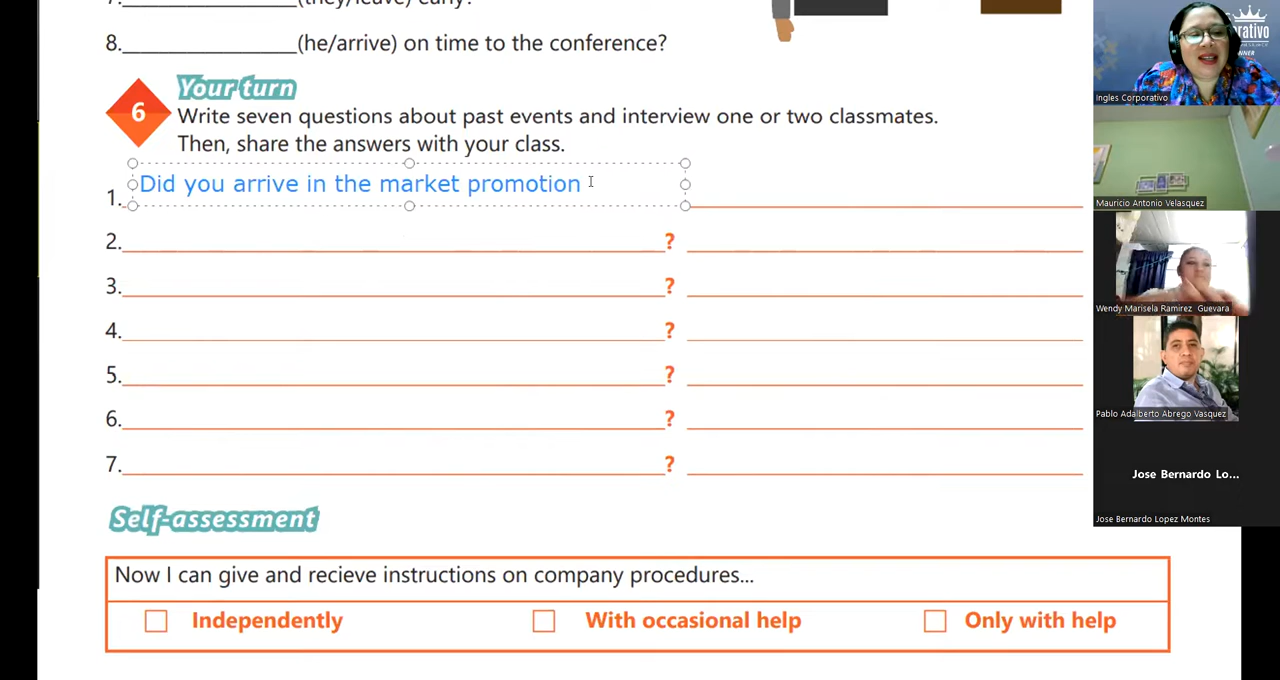 (they/leave) early?
8.________________(he/arrive) on time to the conference?
Your turn
6
Write seven questions about past events and interview one or two classmates.
Then, share the answers with your class.
1. Did you arrive in the market promotion
2. ?
3. ?
4. ?
5. ?
6. ?
7. ?
Self-assessment
Now I can give and recieve instructions on company procedures...
Independently
With occasional help
Only with help
Ingles Corporativo
Mauricio Antonio Velasquez
Wendy Marisela Ramirez Guevara
Pablo Adalberto Abrego Vasquez
Jose Bernardo Lo...
Jose Bernardo Lopez Montes